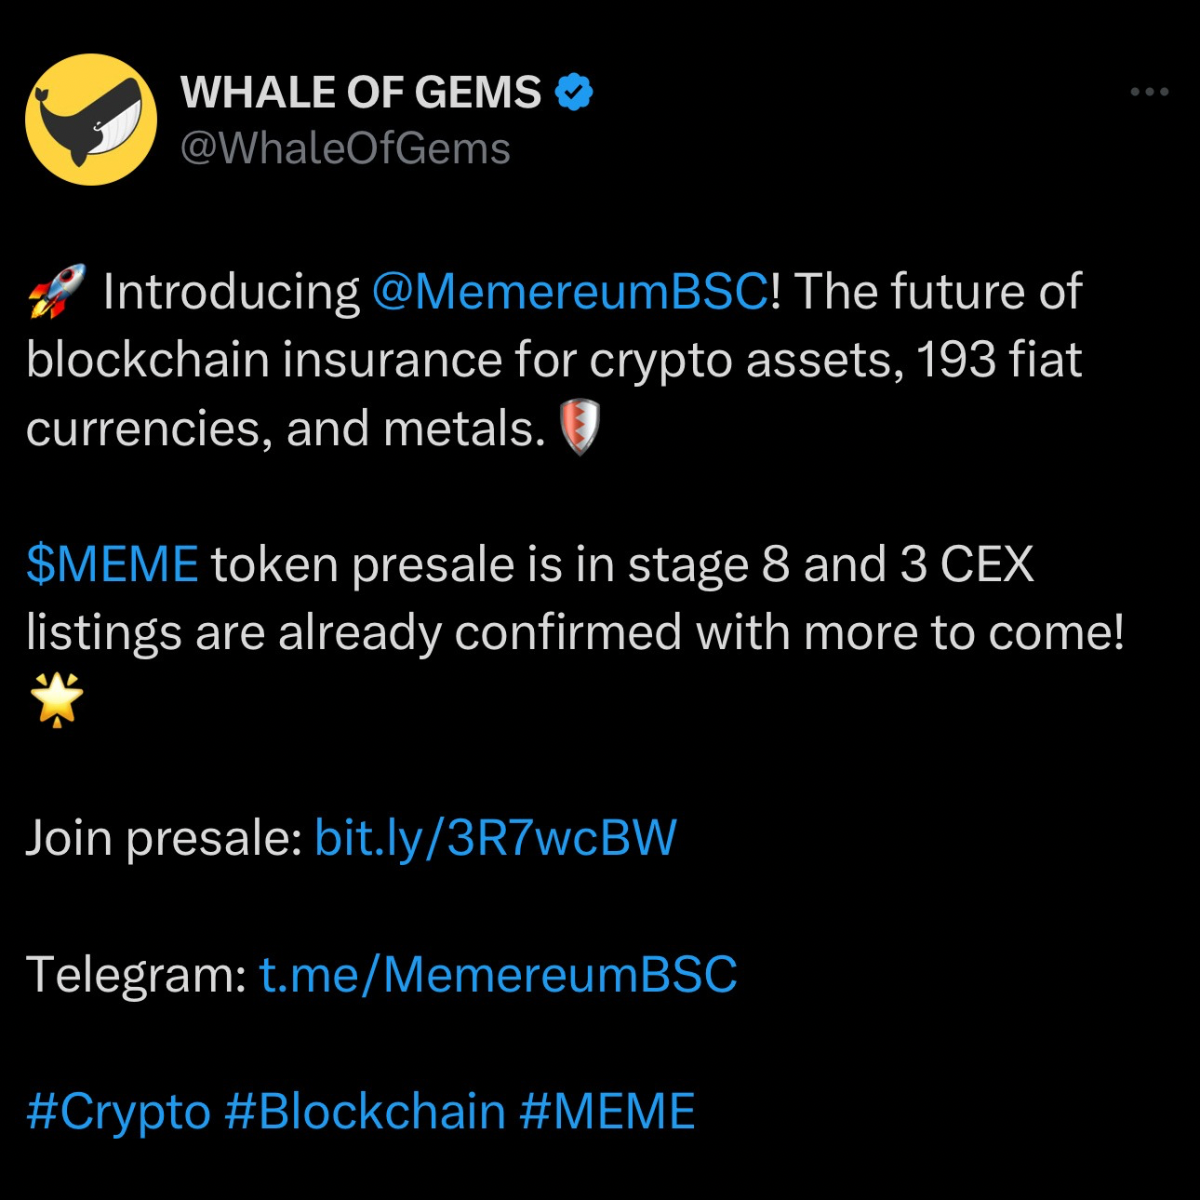 WHALE OF GEMS
@WhaleOfGems
🚀 Introducing @MemereumBSC! The future of
blockchain insurance for crypto assets, 193 fiat
currencies, and metals. 🛡️
$MEME token presale is in stage 8 and 3 CEX
listings are already confirmed with more to come!
🌟
Join presale: bit.ly/3R7wcBW
Telegram: t.me/MemereumBSC
#Crypto #Blockchain #MEME